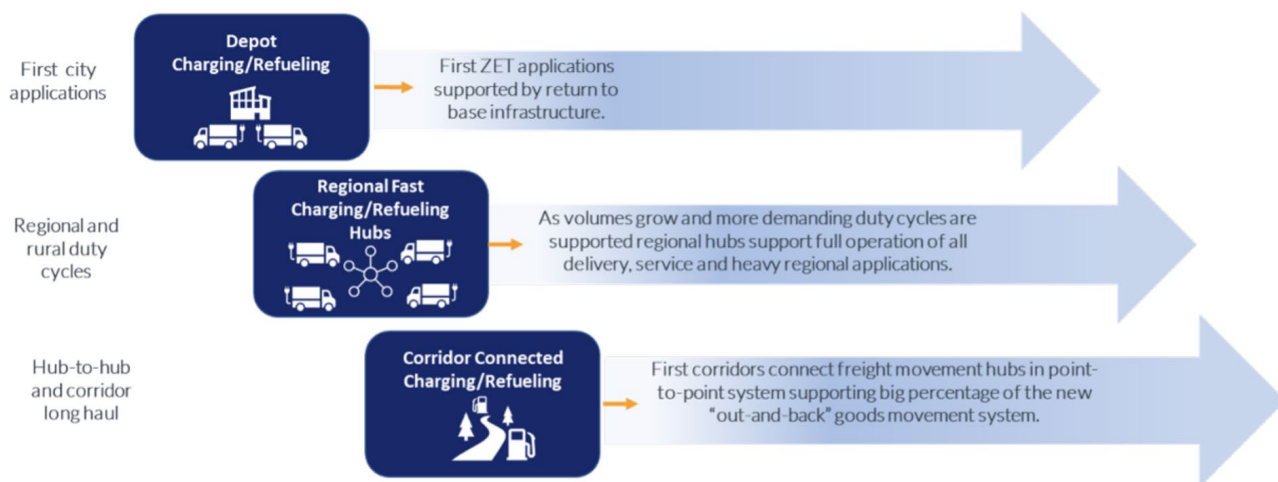 First city
applications
Depot
Charging/Refueling
First ZET applications
supported by return to
base infrastructure.
Regional and
rural duty
cycles
Regional Fast
Charging/Refueling
Hubs
As volumes grow and more demanding duty cycles are
supported regional hubs support full operation of all
delivery, service and heavy regional applications.
Hub-to-hub
and corridor
long haul
Corridor Connected
Charging/Refueling
First corridors connect freight movement hubs in point-
to-point system supporting big percentage of the new
“out-and-back” goods movement system.